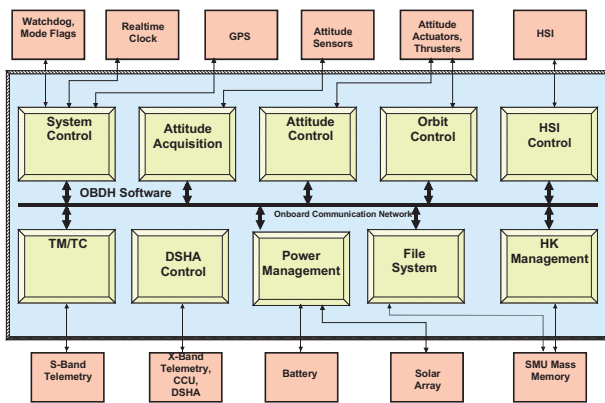 Watchdog,
Mode Flags
Realtime
Clock
GPS
Attitude
Sensors
Attitude
Actuators,
Thrusters
HSI
System
Control
Attitude
Acquisition
Attitude
Control
Orbit
Control
HSI
Control
OBDH Software
Onboard Communication Network
TM/TC
DSHA
Control
Power
Management
File
System
HK
Management
S-Band
Telemetry
X-Band
Telemetry,
CCU,
DSHA
Battery
Solar
Array
SMU Mass
Memory